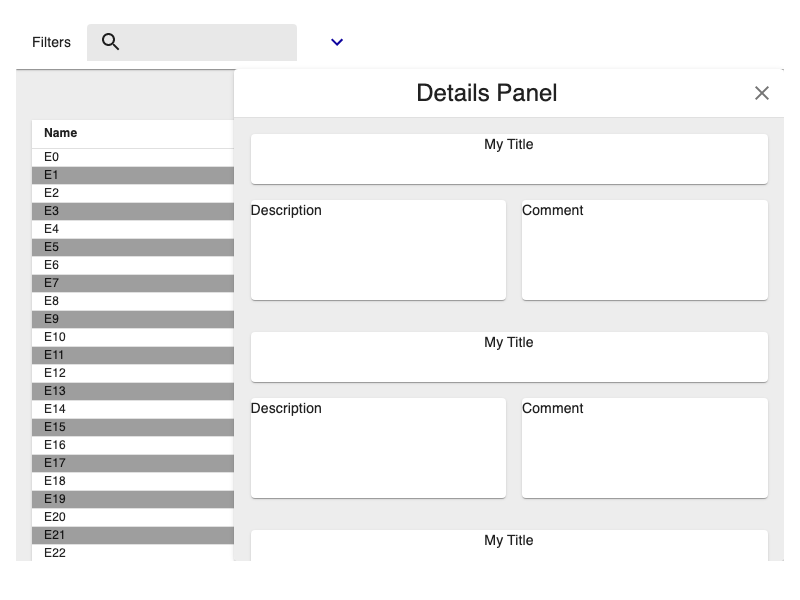 Filters
Details Panel
Name
E0
E1
E2
E3
E4
E5
E6
E7
E8
E9
E10
E11
E12
E13
E14
E15
E16
E17
E18
E19
E20
E21
E22
My Title
Description Comment
My Title
Description Comment
My Title